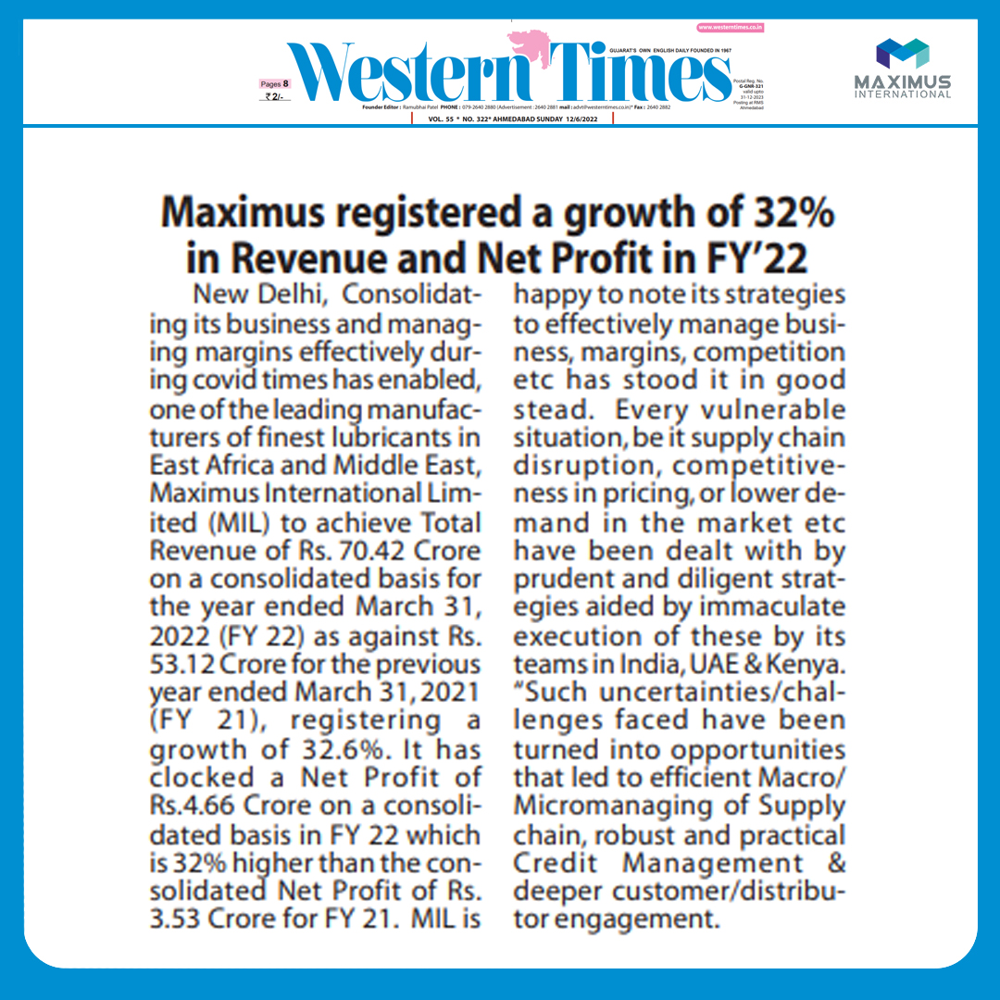 www.westerntimes.co.in
GUJARAT'S OWN ENGLISH DAILY FOUNDED IN 1967
Western Times
Pages 8
₹ 2/-
Postal Reg. No.
G-GNR-321
valid upto
31-12-2023
Posting at RMS
Ahmedabad
Founder Editor : Ramubhai Patel PHONE : 079-2640 2880 (Advertisement : 2640 2881 mail : advt@westerntimes.co.in)* Fax : 2640 2882
VOL. 55 * NO. 322* AHMEDABAD SUNDAY 12/6/2022
MAXIMUS
INTERNATIONAL
Maximus registered a growth of 32%
in Revenue and Net Profit in FY'22
New Delhi, Consolidat-
ing its business and manag-
ing margins effectively dur-
ing covid times has enabled,
one of the leading manufac-
turers of finest lubricants in
East Africa and Middle East,
Maximus International Lim-
ited (MIL) to achieve Total
Revenue of Rs. 70.42 Crore
on a consolidated basis for
the year ended March 31,
2022 (FY 22) as against Rs.
53.12 Crore for the previous
year ended March 31, 2021
(FY 21), registering a
growth of 32.6%. It has
clocked a Net Profit of
Rs.4.66 Crore on a consoli-
dated basis in FY 22 which
is 32% higher than the con-
solidated Net Profit of Rs.
3.53 Crore for FY 21. MIL is
happy to note its strategies
to effectively manage busi-
ness, margins, competition
etc has stood it in good
stead. Every vulnerable
situation, be it supply chain
disruption, competitive-
ness in pricing, or lower de-
mand in the market etc
have been dealt with by
prudent and diligent strat-
egies aided by immaculate
execution of these by its
teams in India, UAE & Kenya.
"Such uncertainties/chal-
lenges faced have been
turned into opportunities
that led to efficient Macro/
Micromanaging of Supply
chain, robust and practical
Credit Management &
deeper customer/distribu-
tor engagement.